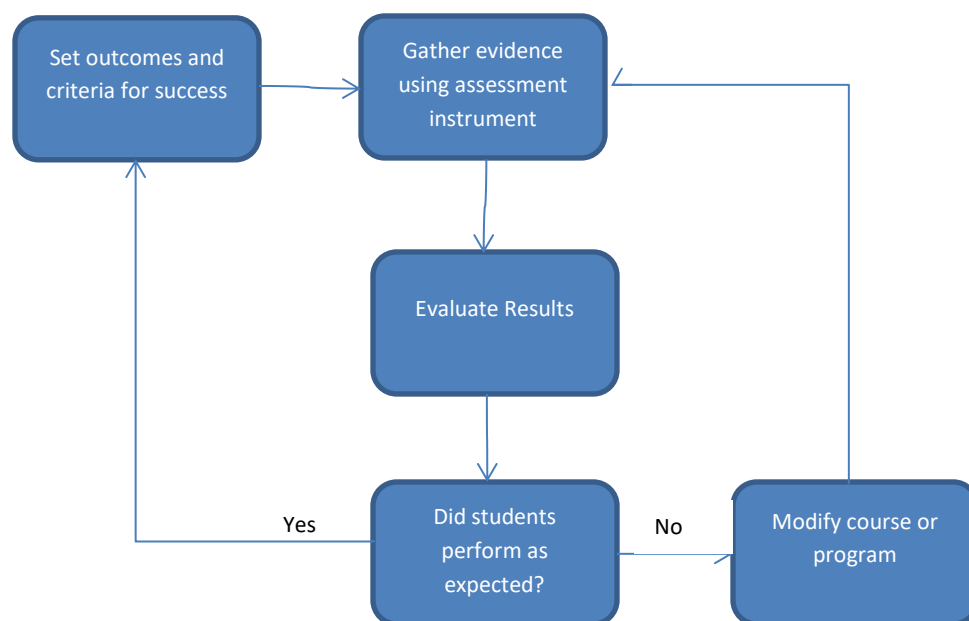 Set outcomes and
criteria for success
Gather evidence
using assessment
instrument
Evaluate Results
Yes
Did students
perform as
expected?
No
Modify course or
program